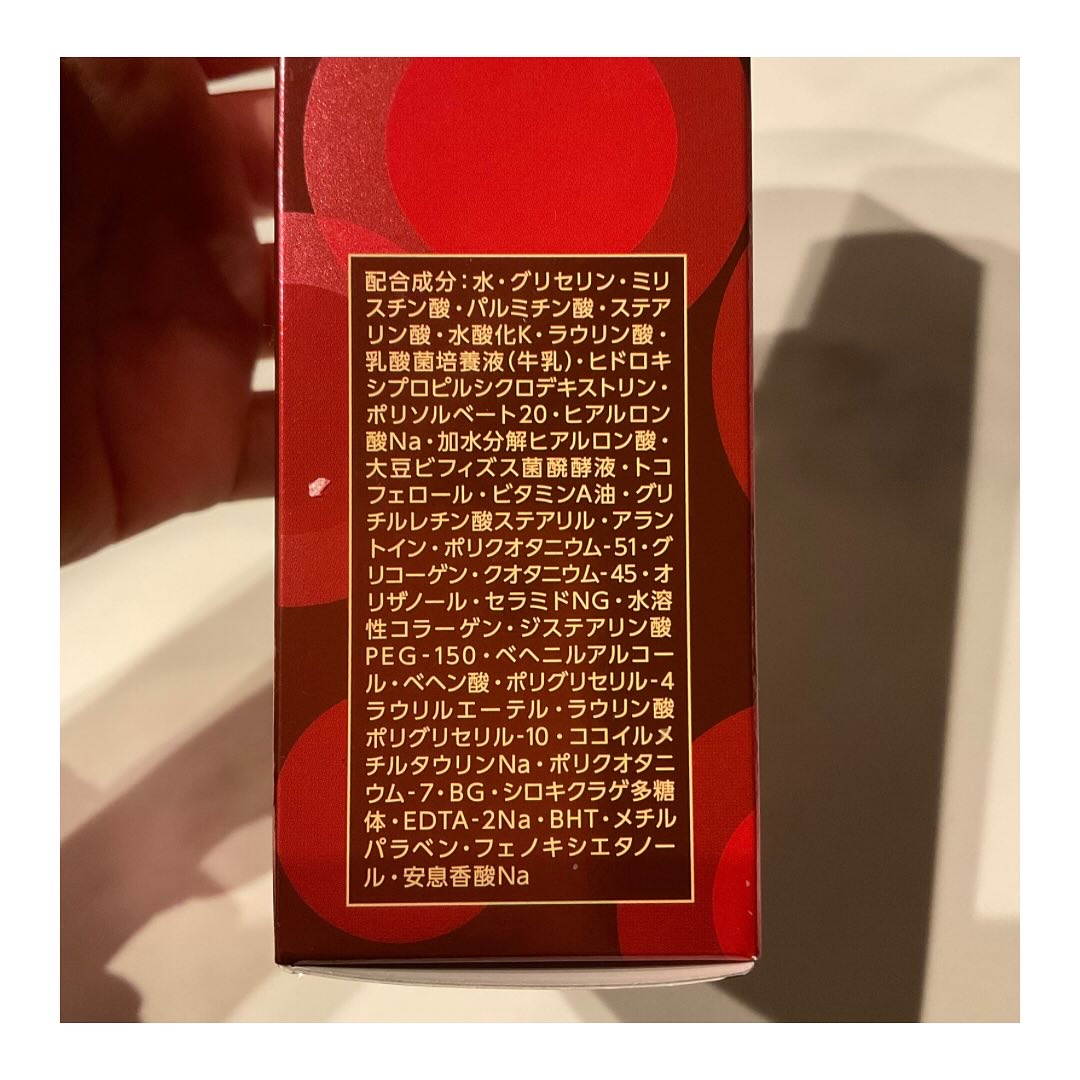 配合成分：水・グリセリン・ミリ
スチン酸・パルミチン酸・ステア
リン酸・水酸化K・ラウリン酸・
乳酸菌培養液（牛乳）・ヒドロキ
シプロピルシクロデキストリン・
ポリソルベート20・ヒアルロン
酸Na・加水分解ヒアルロン酸・
大豆ビフィズス菌醗酵液・トコ
フェロール・ビタミンA油・グリ
チルレチン酸ステアリル・アラン
トイン・ポリクオタニウム-51・グ
リコーゲン・クオタニウム-45・オ
リザノール・セラミドNG・水溶
性コラーゲン・ジステアリン酸
PEG-150・ベヘニルアルコー
ル・ベヘン酸・ポリグリセリル-4
ラウリルエーテル・ラウリン酸
ポリグリセリル-10・ココイルメ
チルタウリンNa・ポリクオタニ
ウム-7・BG・シロキクラゲ多糖
体・EDTA-2Na・BHT・メチル
パラベン・フェノキシエタノー
ル・安息香酸Na